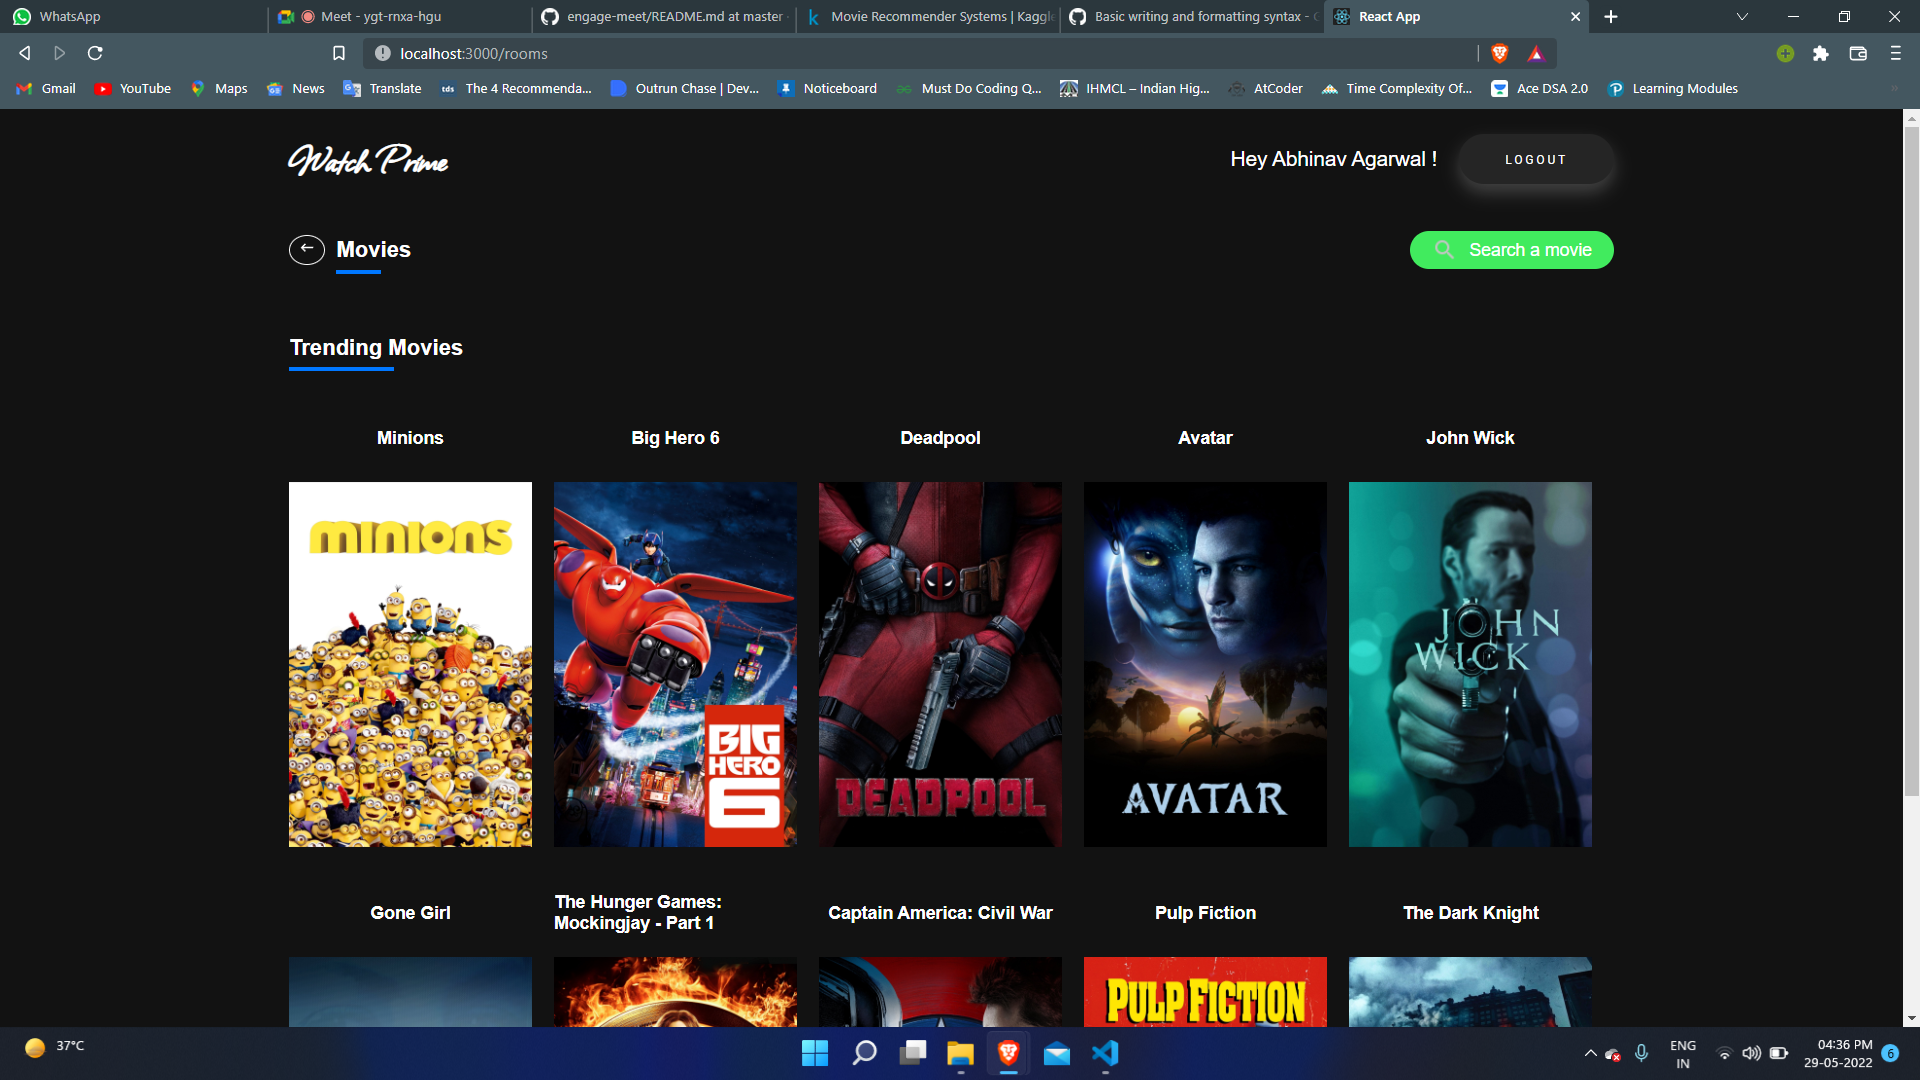 WhatsApp
Meet - ygt-rnxa-hgu
engage-meet/README.md at master
Movie Recommender Systems | Kaggle
Basic writing and formatting syntax -
React App
localhost:3000/rooms
Gmail
YouTube
Maps
News
Translate
tds
The 4 Recommenda...
Outrun Chase | Dev...
Noticeboard
Must Do Coding Q...
IHMCL – Indian Hig...
AtCoder
Time Complexity Of...
Ace DSA 2.0
Learning Modules
Watch Prime
Hey Abhinav Agarwal !
LOGOUT
Movies
Search a movie
Trending Movies
Minions
Big Hero 6
Deadpool
Avatar
John Wick
minions
BIG
HERO
6
DEADPOOL
AVATAR
JOHN
WICK
Gone Girl
The Hunger Games:
Mockingjay - Part 1
Captain America: Civil War
Pulp Fiction
The Dark Knight
PULP FICTION
37°C
ENG
IN
04:36 PM
29-05-2022
6